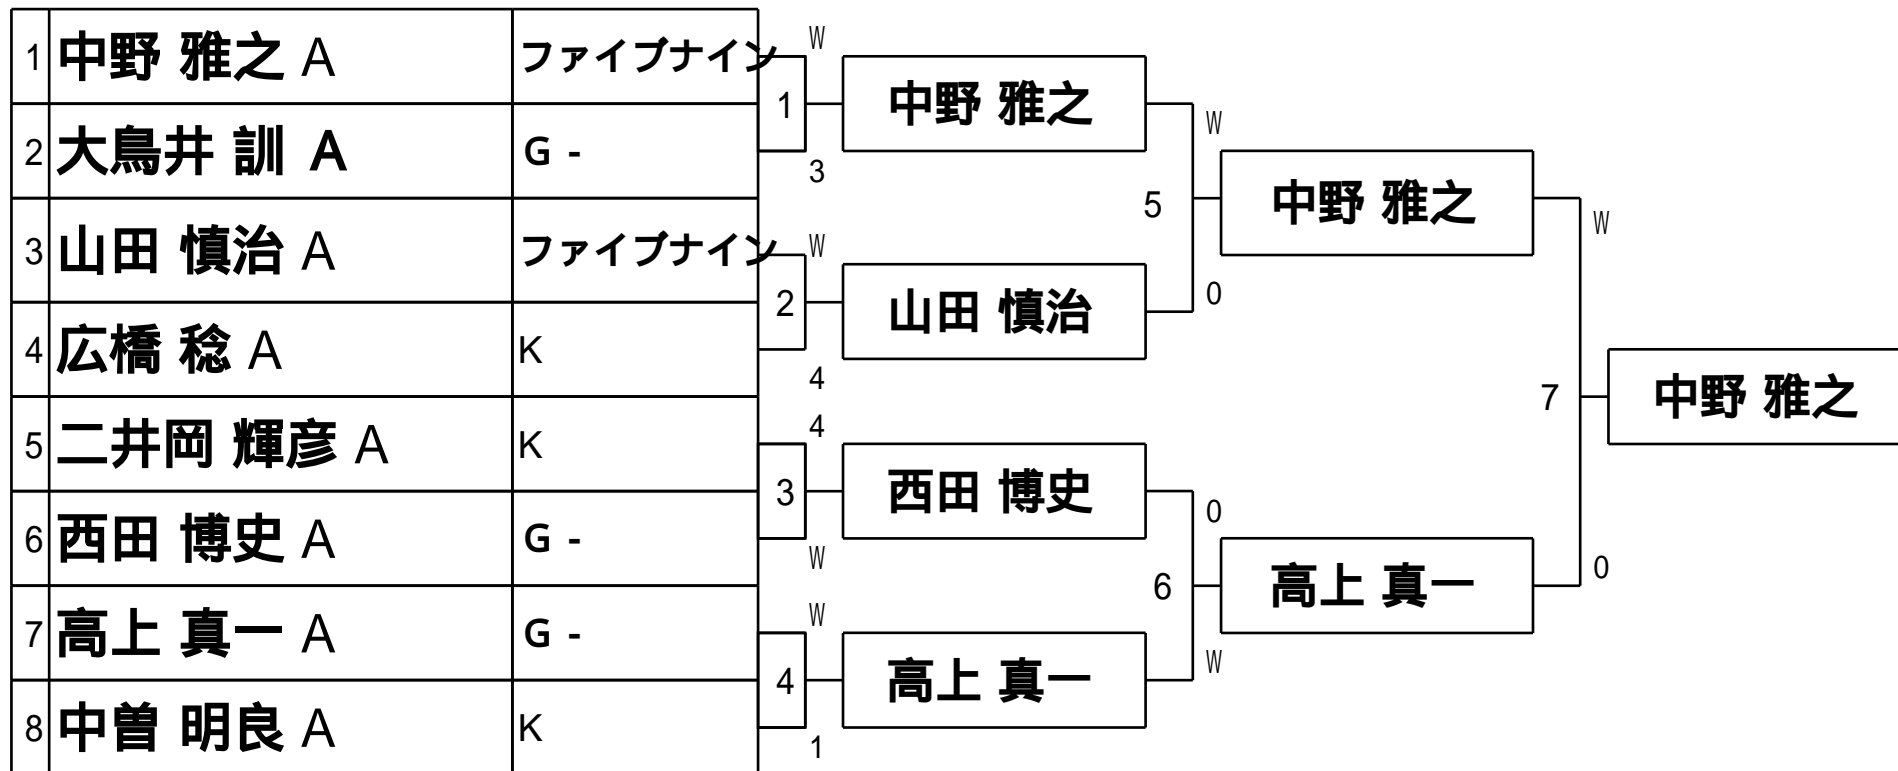 1 中野 雅之 A ファイブナイン
2 大鳥井 訓 A G -
3 山田 慎治 A ファイブナイン
4 広橋 稔 A K
5 二井岡 輝彦 A K
6 西田 博史 A G -
7 高上 真一 A G -
8 中曽 明良 A K
W
1
3
中野 雅之
W
2
4
山田 慎治
4
3
W
西田 博史
W
4
1
高上 真一
W
5
0
中野 雅之
0
6
W
高上 真一
W
7
0
中野 雅之